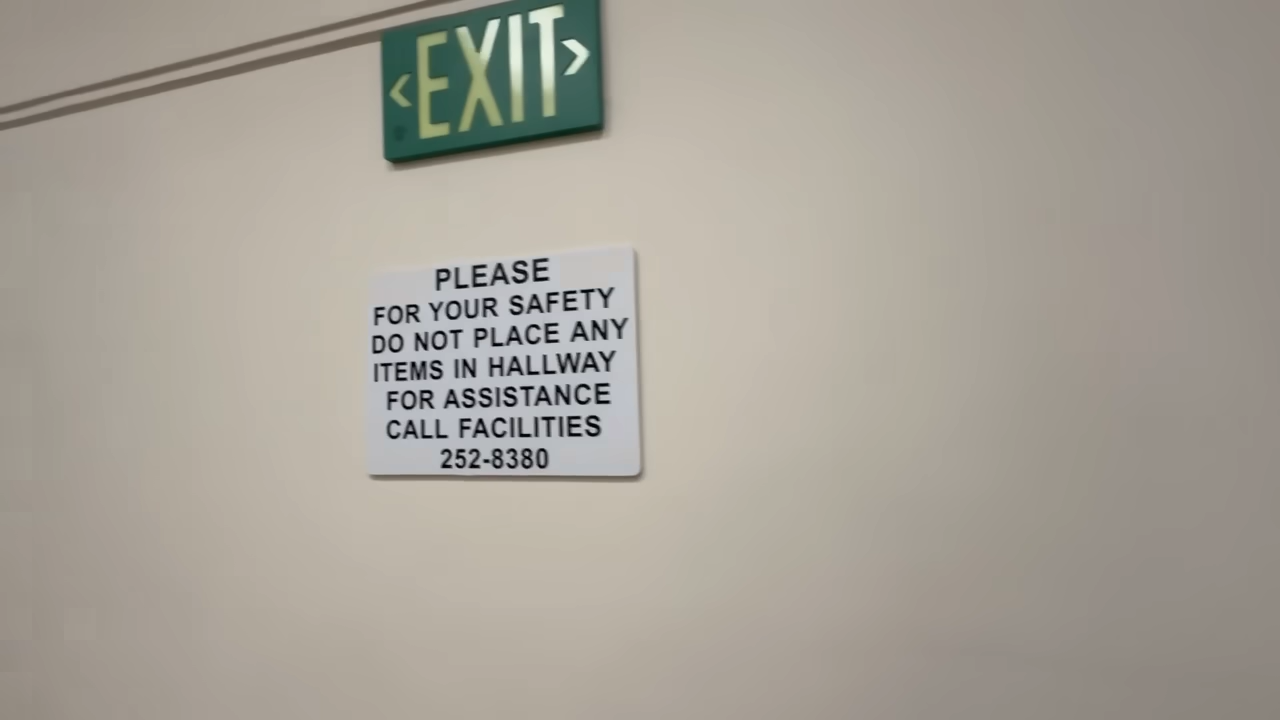 <EXIT>
PLEASE
FOR YOUR SAFETY
DO NOT PLACE ANY
ITEMS IN HALLWAY
FOR ASSISTANCE
CALL FACILITIES
252-8380